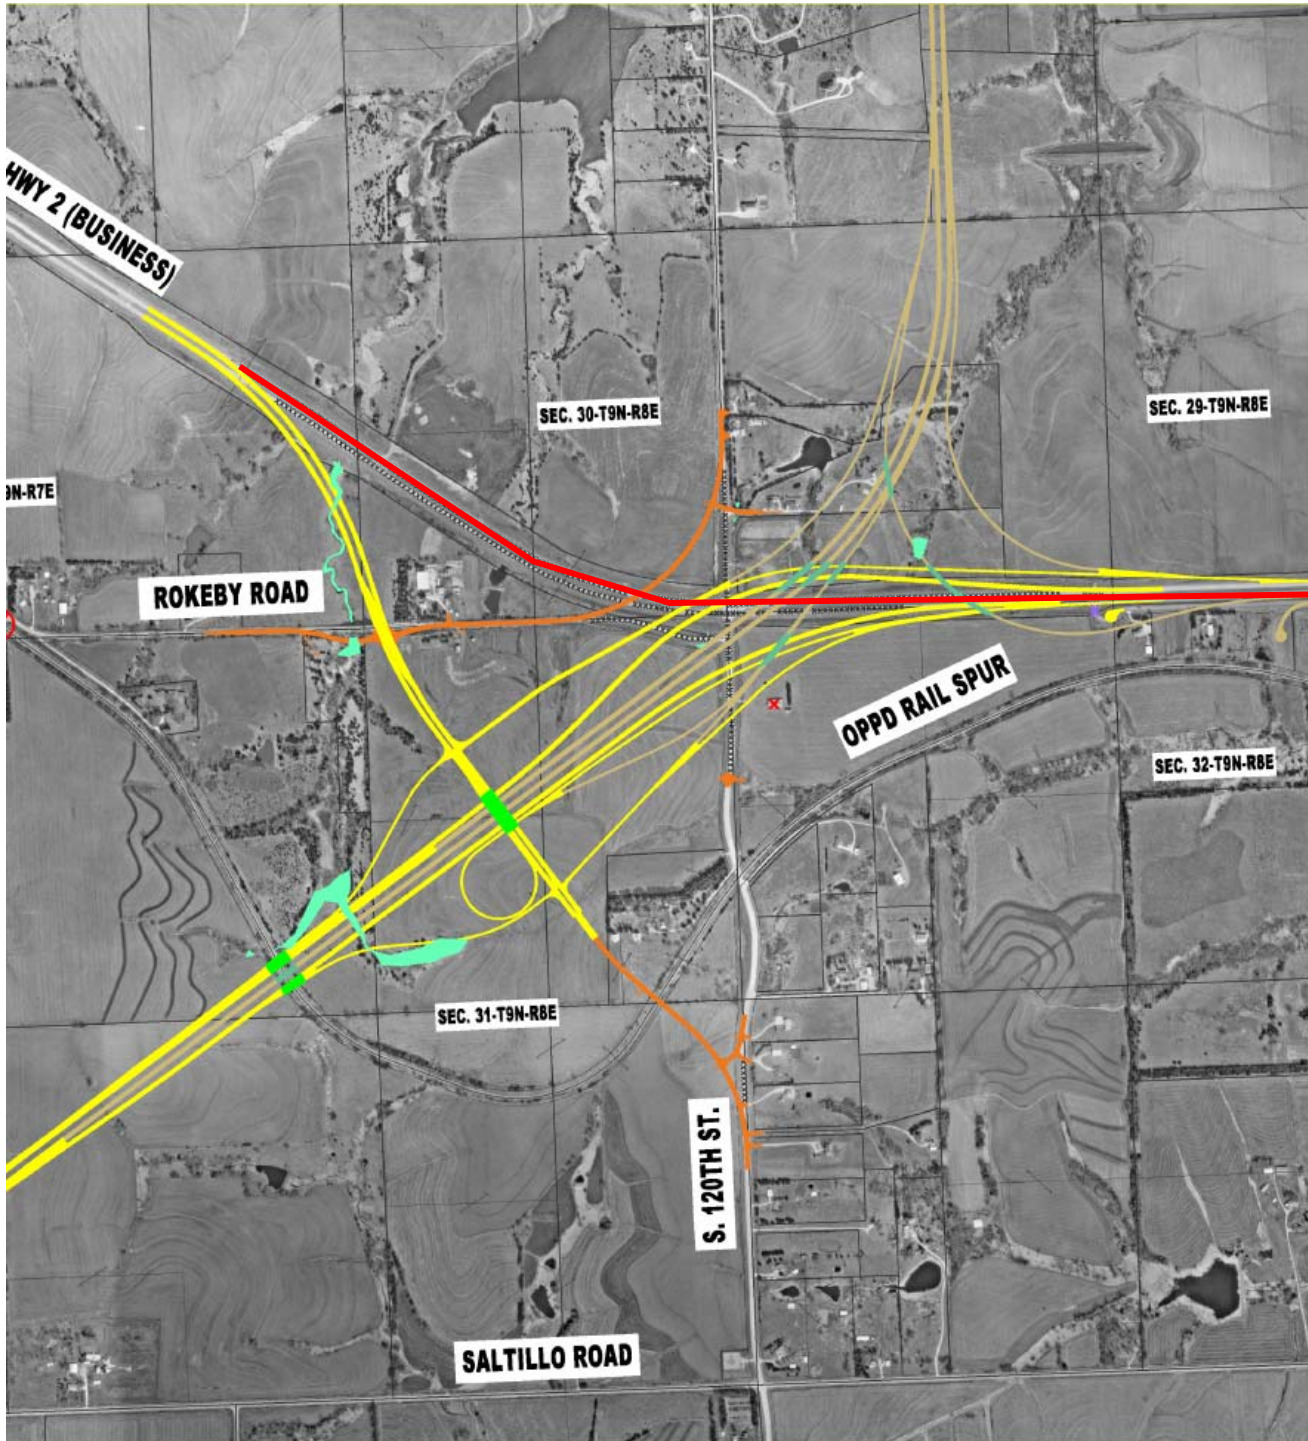 HWY 2 (BUSINESS)
SEC. 30-T9N-R8E
SEC. 29-T9N-R8E
9N-R7E
ROKEBY ROAD
OPPD RAIL SPUR
SEC. 32-T9N-R8E
SEC. 31-T9N-R8E
S. 120TH ST.
SALTILLO ROAD